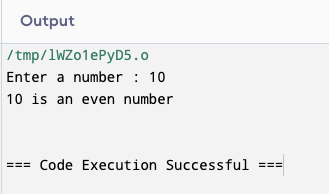 Output
/tmp/lWZo1ePyD5.o
Enter a number : 10
10 is an even number
=== Code Execution Successful ===